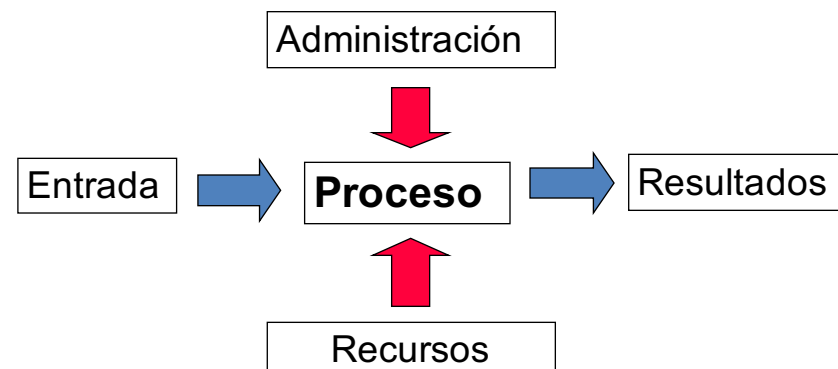 Administración
Entrada
Proceso
Resultados
Recursos